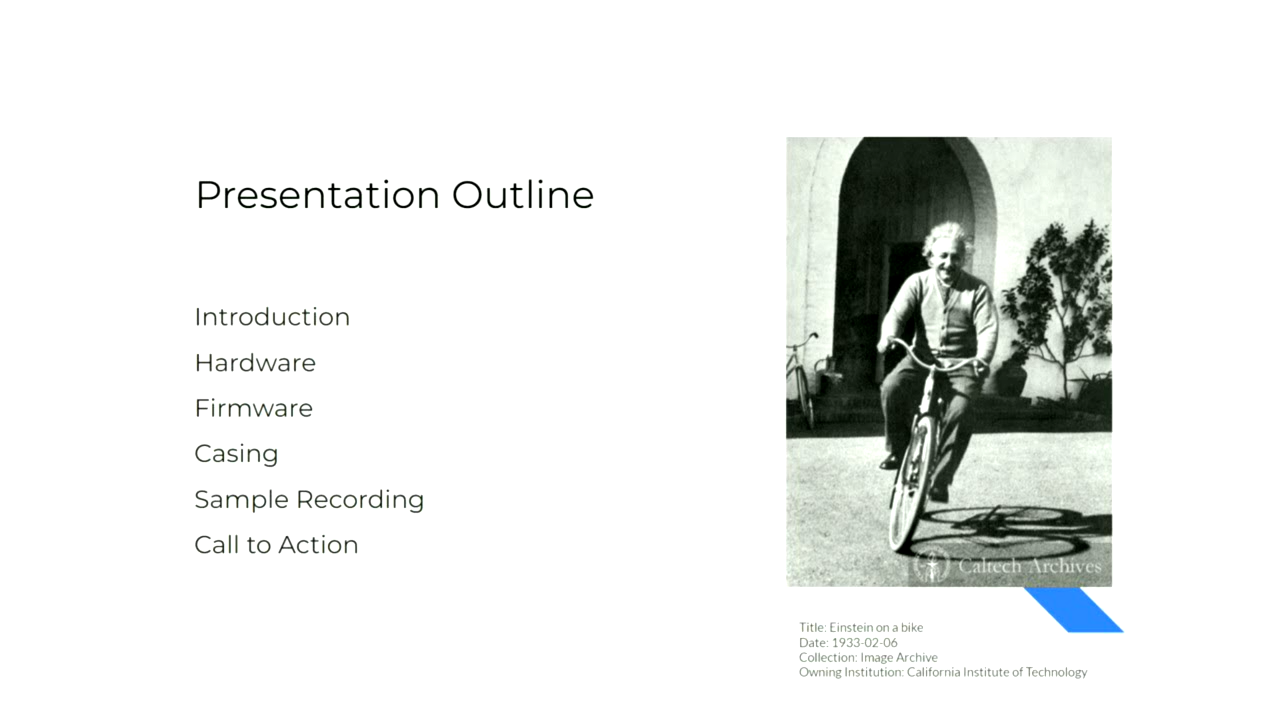 Presentation Outline
Introduction
Hardware
Firmware
Casing
Sample Recording
Call to Action
Caltech Archives
Title: Einstein on a bike
Date: 1933-02-06
Collection: Image Archive
Owning Institution: California Institute of Technology